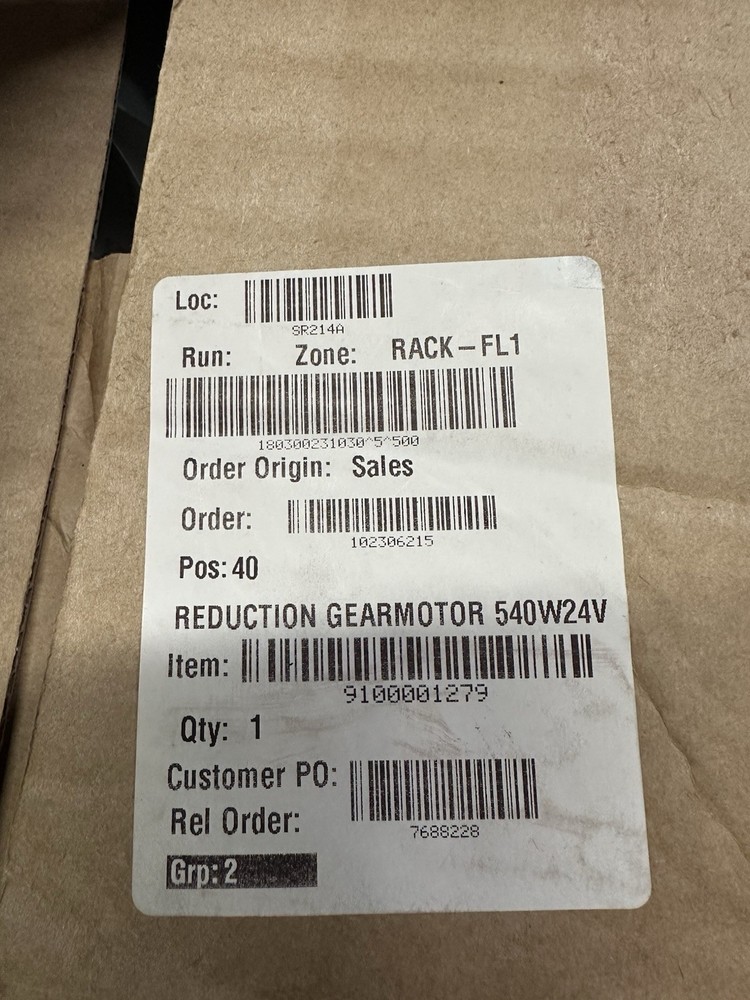 Loc:
SR214A
Run: Zone: RACK-FL1
180300231030^5^500
Order Origin: Sales
Order:
102306215
Pos: 40
REDUCTION GEARMOTOR 540W24V
Item:
9100001279
Qty: 1
Customer PO:
Rel Order:
7688228
Grp: 2